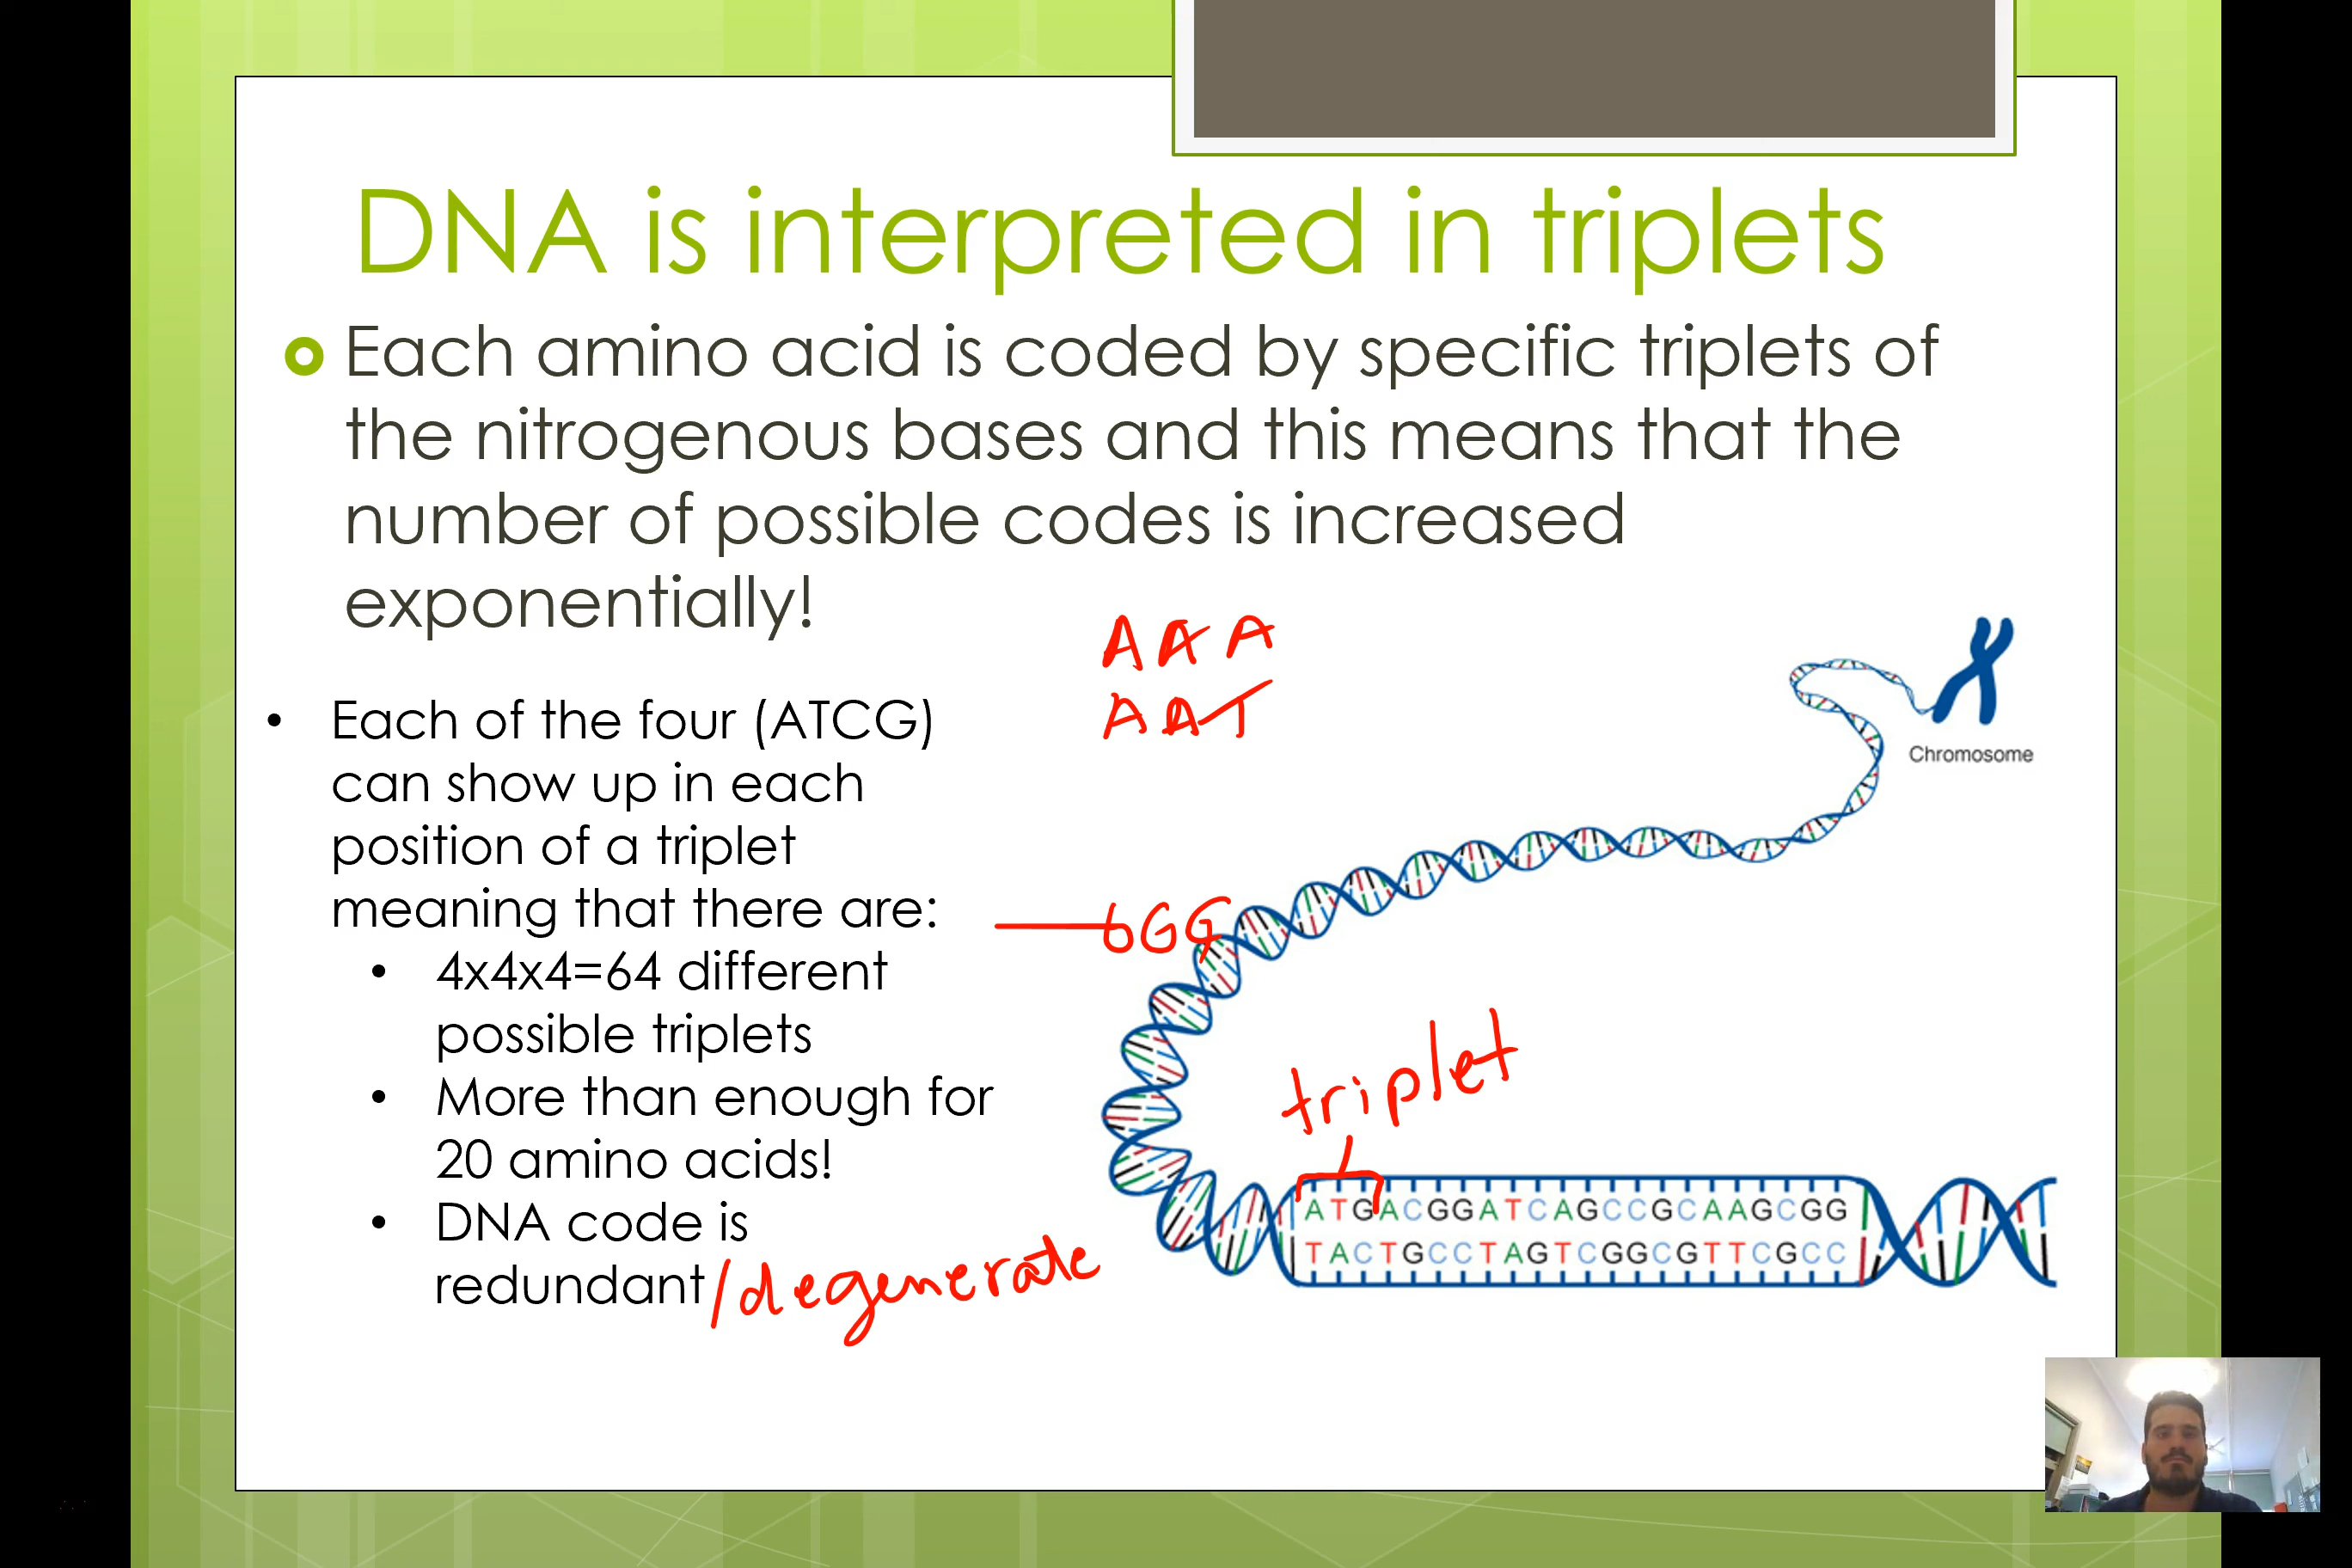 DNA is interpreted in triplets
Each amino acid is coded by specific triplets of
the nitrogenous bases and this means that the
number of possible codes is increased
exponentially!
AAA
AAT
• Each of the four (ATCG)
can show up in each
position of a triplet
meaning that there are:
• 4x4x4=64 different
possible triplets
• More than enough for
20 amino acids!
• DNA code is
redundant/degenerate
GGG
Chromosome
triplet
ATGACGGATCAGCCGCAAGCGG
TACTGCCTAGTCGGCGTTCGCC